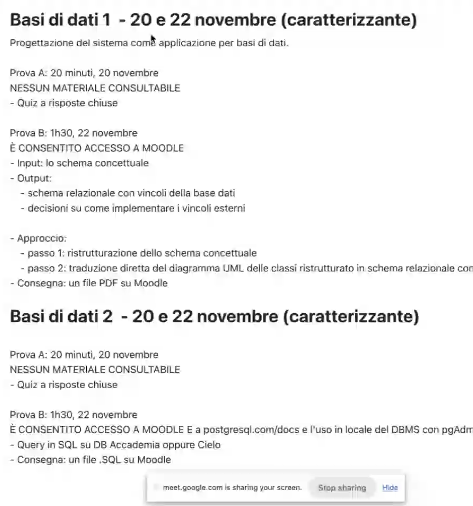 Basi di dati 1 - 20 e 22 novembre (caratterizzante)
Progettazione del sistema come applicazione per basi di dati.
Prova A: 20 minuti, 20 novembre
NESSUN MATERIALE CONSULTABILE
- Quiz a risposte chiuse
Prova B: 1h30, 22 novembre
È CONSENTITO ACCESSO A MOODLE
- Input: lo schema concettuale
- Output:
- schema relazionale con vincoli della base dati
- decisioni su come implementare i vincoli esterni
- Approccio:
- passo 1: ristrutturazione dello schema concettuale
- passo 2: traduzione diretta del diagramma UML delle classi ristrutturato in schema relazionale con
- Consegna: un file PDF su Moodle
Basi di dati 2 - 20 e 22 novembre (caratterizzante)
Prova A: 20 minuti, 20 novembre
NESSUN MATERIALE CONSULTABILE
- Quiz a risposte chiuse
Prova B: 1h30, 22 novembre
È CONSENTITO ACCESSO A MOODLE E a postgresql.com/docs e l'uso in locale del DBMS con pgAdm
- Query in SQL su DB Accademia oppure Cielo
- Consegna: un file .SQL su Moodle
meet.google.com is sharing your screen. Stop sharing Hide